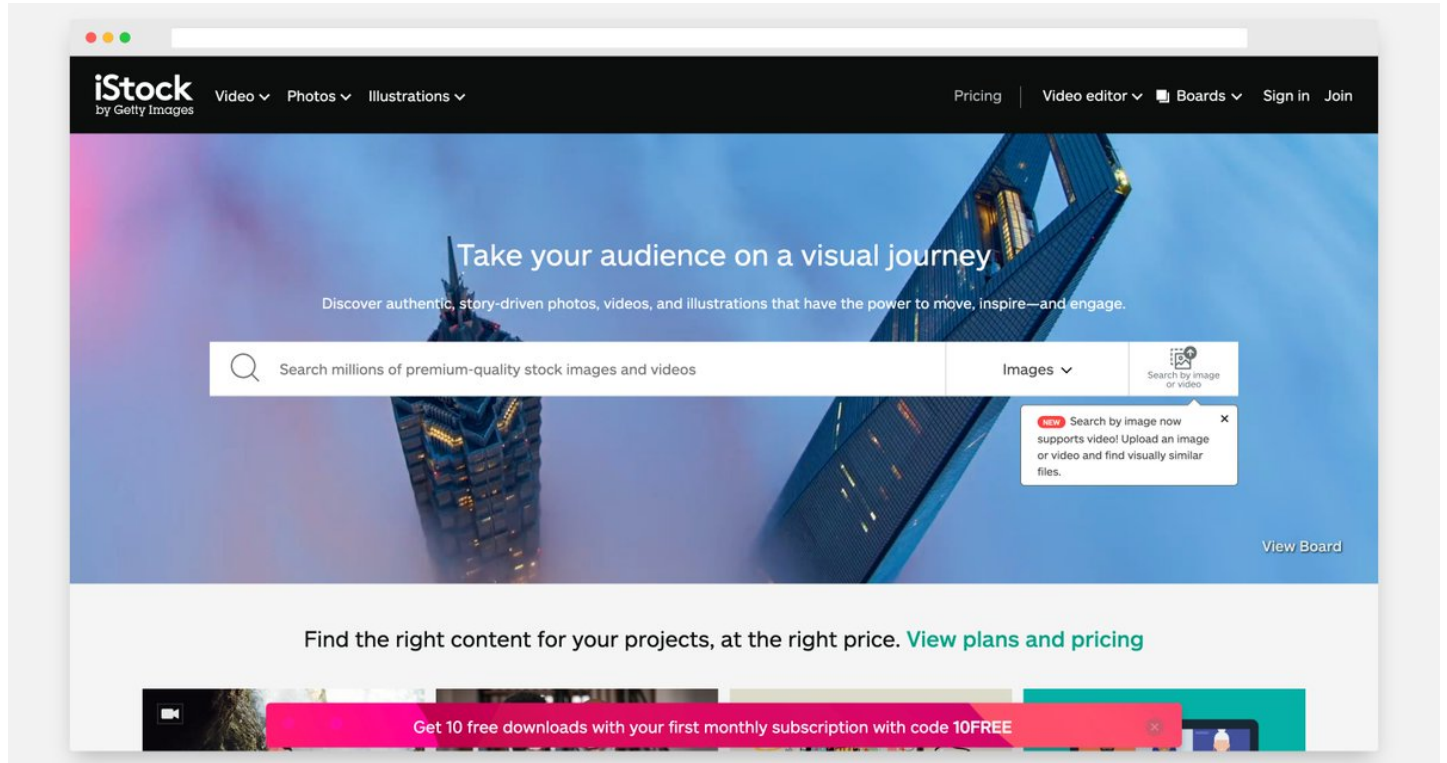 iStock
by Getty Images
Video
Photos
Illustrations
Pricing
Video editor
Boards
Sign in
Join
Take your audience on a visual journey
Discover authentic, story-driven photos, videos, and illustrations that have the power to move, inspire—and engage.
Search millions of premium-quality stock images and videos
Images
Search by image
or video
NEW Search by image now
supports video! Upload an image
or video and find visually similar
files.
View Board
Find the right content for your projects, at the right price. View plans and pricing
Get 10 free downloads with your first monthly subscription with code 10FREE